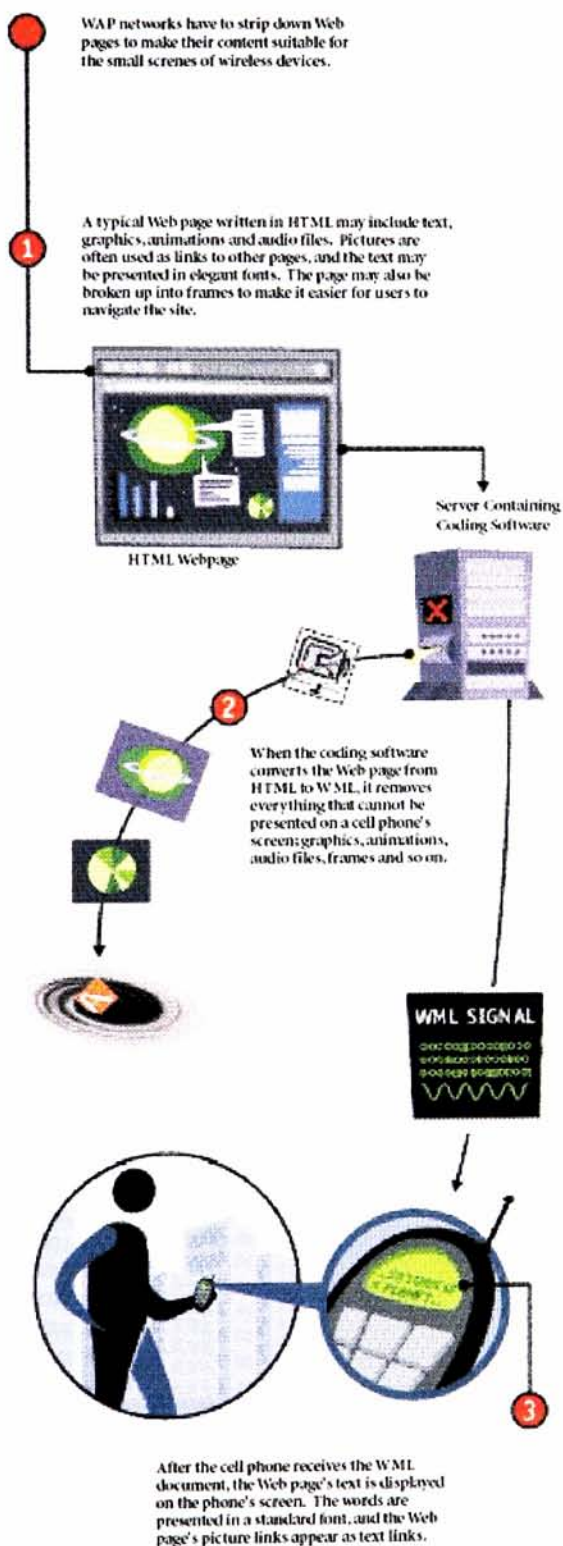 WAP networks have to strip down Web
pages to make their content suitable for
the small screnes of wireless devices.
1
A typical Web page written in HTML may include text,
graphics, animations and audio files. Pictures are
often used as links to other pages, and the text may
be presented in elegant fonts. The page may also be
broken up into frames to make it easier for users to
navigate the site.
HTML Webpage
Server Containing
Coding Software
2
When the coding software
converts the Web page from
HTML to WML, it removes
everything that cannot be
presented on a cell phone's
screen; graphics, animations,
audio files, frames and so on.
WML SIGNAL
3
After the cell phone receives the WML
document, the Web page's text is displayed
on the phone's screen. The words are
presented in a standard font, and the Web
page's picture links appear as text links.